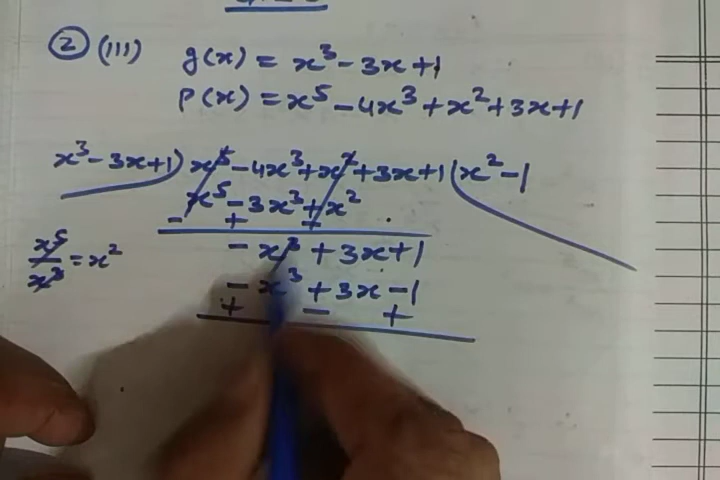 ② (111) g(x) = x³ - 3x + 1
P(x) = x⁵ - 4x³ + x² + 3x + 1
x³ - 3x + 1) x⁵ - 4x³ + x² + 3x + 1 (x² - 1
x⁵ - 3x³ + x²
- + -
- x³ + 3x + 1
x⁵/x³ = x²
- x³ + 3x - 1
+ - +